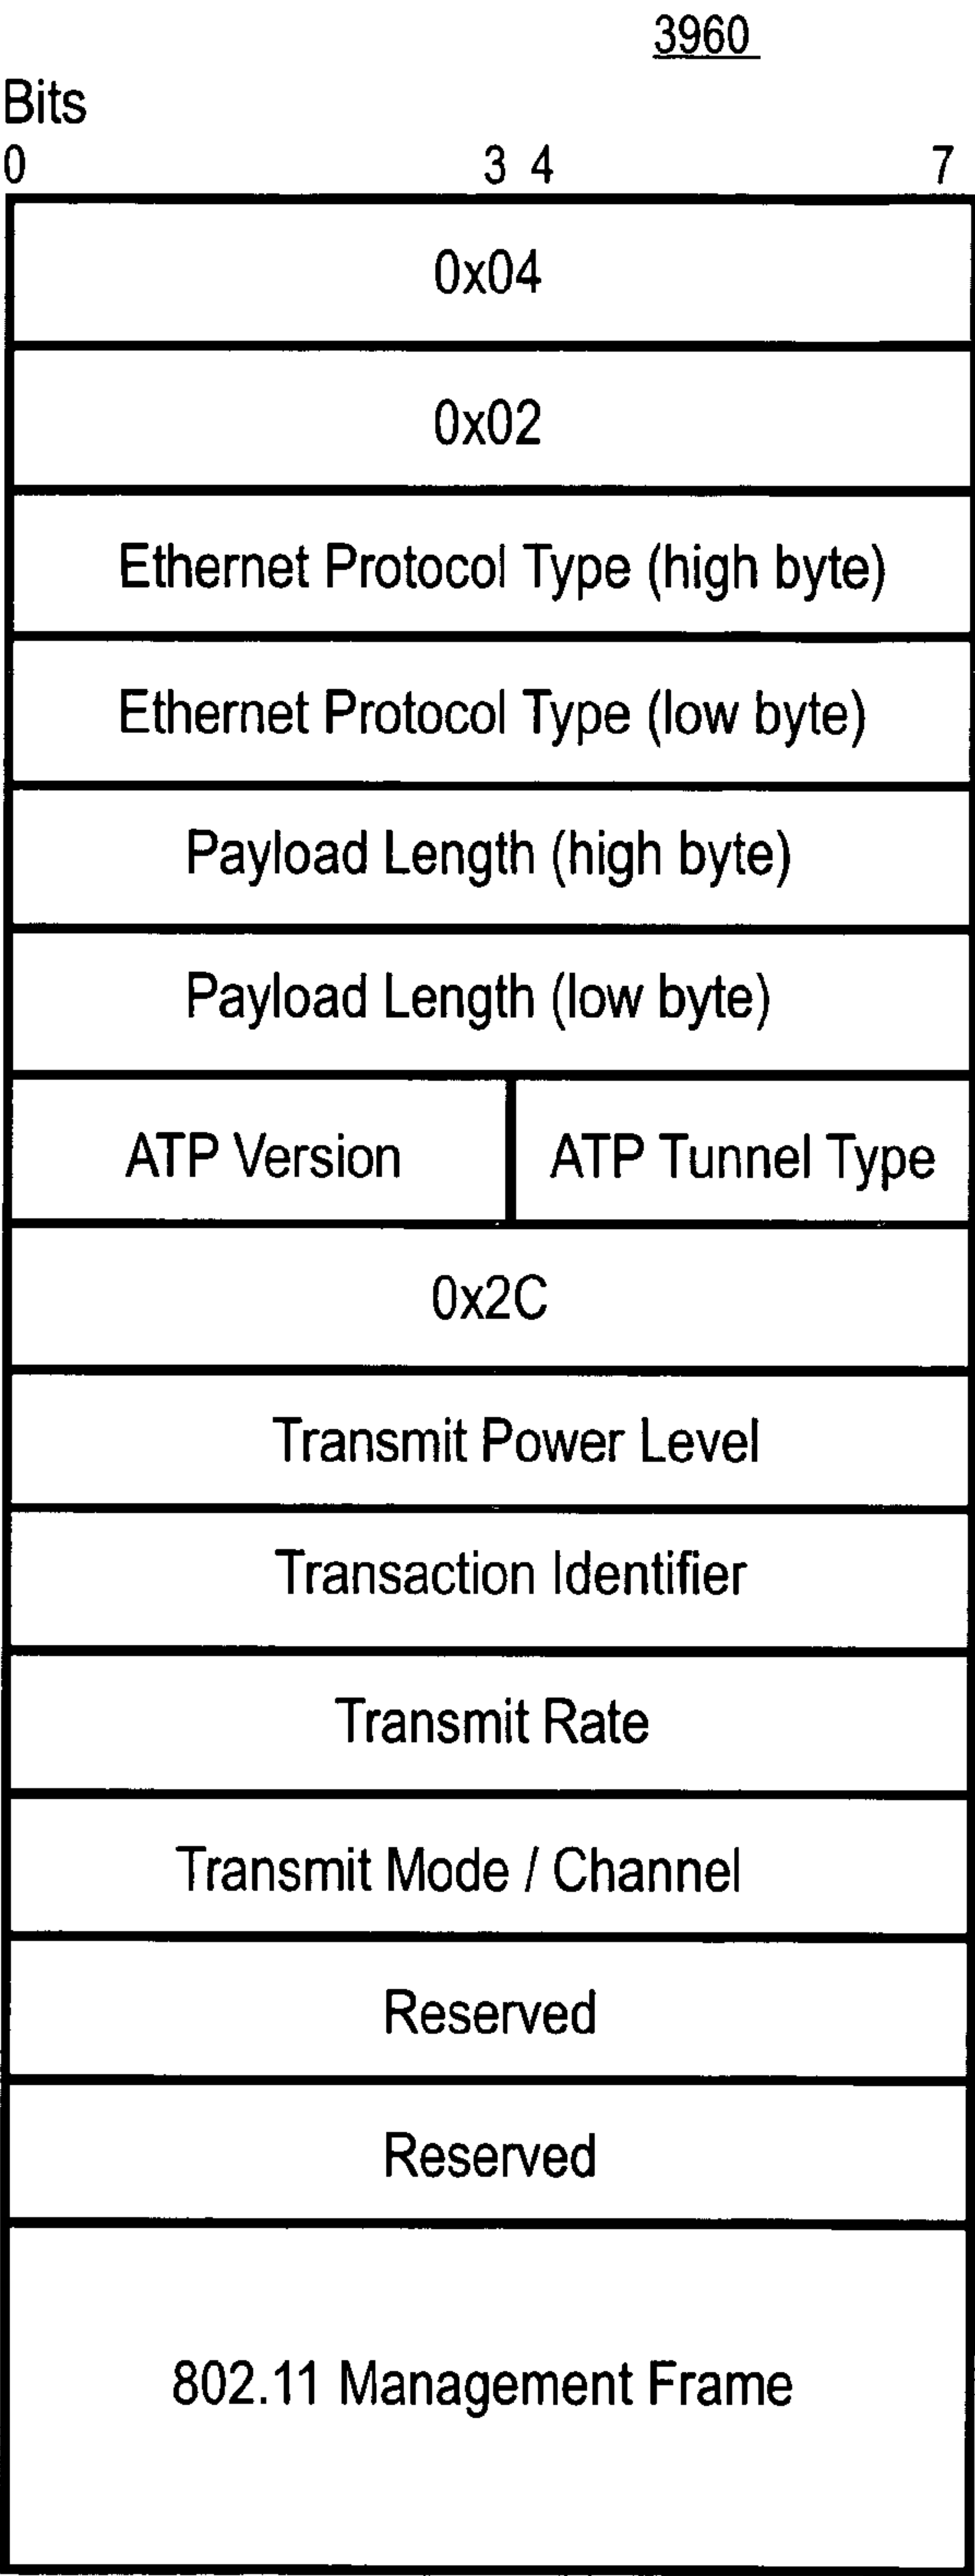 3960
Bits
0 3 4 7
0x04
0x02
Ethernet Protocol Type (high byte)
Ethernet Protocol Type (low byte)
Payload Length (high byte)
Payload Length (low byte)
ATP Version ATP Tunnel Type
0x2C
Transmit Power Level
Transaction Identifier
Transmit Rate
Transmit Mode / Channel
Reserved
Reserved
802.11 Management Frame